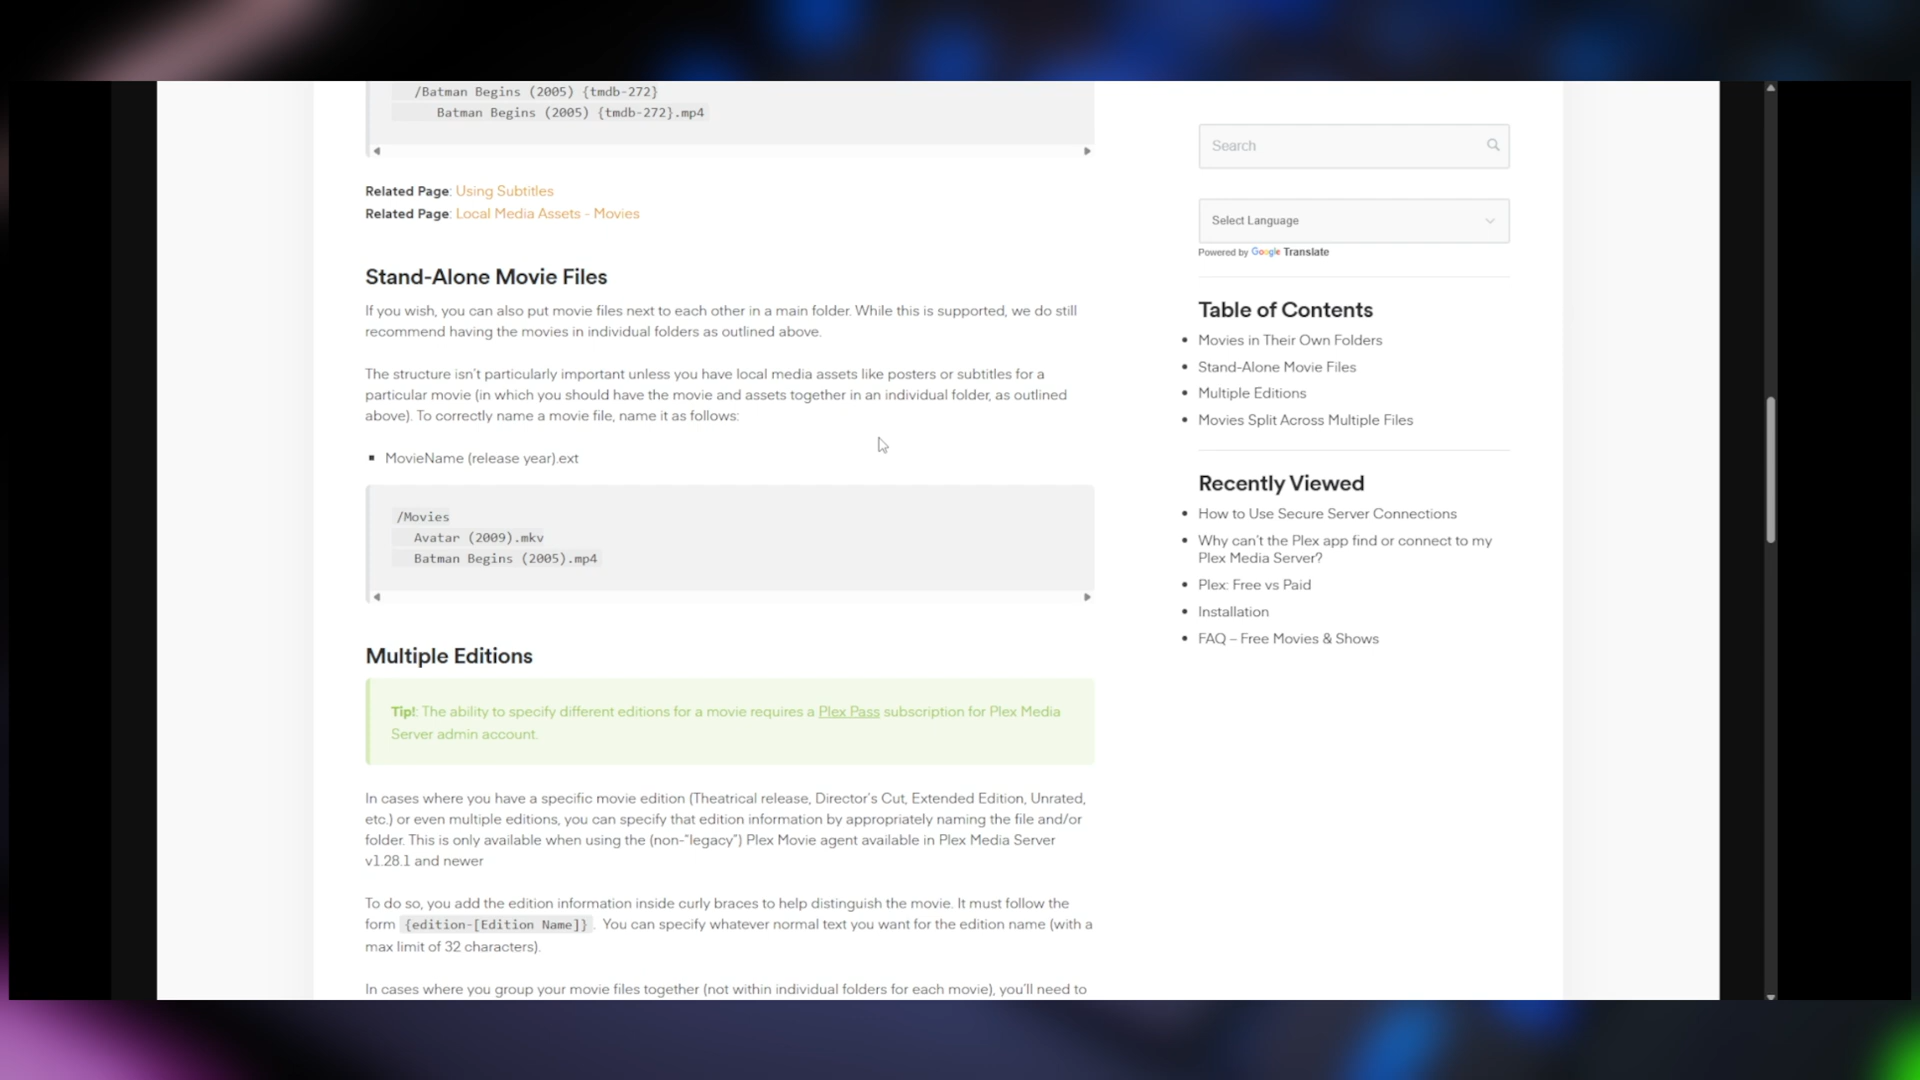 /Batman Begins (2005) {tmdb-272}
Batman Begins (2005) {tmdb-272}.mp4
Related Page: Using Subtitles
Related Page: Local Media Assets - Movies
Stand-Alone Movie Files
If you wish, you can also put movie files next to each other in a main folder. While this is supported, we do still
recommend having the movies in individual folders as outlined above.
The structure isn't particularly important unless you have local media assets like posters or subtitles for a
particular movie (in which you should have the movie and assets together in an individual folder, as outlined
above). To correctly name a movie file, name it as follows:
MovieName (release year).ext
/Movies
Avatar (2009).mkv
Batman Begins (2005).mp4
Multiple Editions
Tip!: The ability to specify different editions for a movie requires a Plex Pass subscription for Plex Media
Server admin account.
In cases where you have a specific movie edition (Theatrical release, Director's Cut, Extended Edition, Unrated,
etc.) or even multiple editions, you can specify that edition information by appropriately naming the file and/or
folder. This is only available when using the (non-"legacy") Plex Movie agent available in Plex Media Server
v1.28.1 and newer
To do so, you add the edition information inside curly braces to help distinguish the movie. It must follow the
form {edition-[Edition Name]}. You can specify whatever normal text you want for the edition name (with a
max limit of 32 characters).
In cases where you group your movie files together (not within individual folders for each movie), you'll need to
Search
Select Language
Powered by Google Translate
Table of Contents
Movies in Their Own Folders
Stand-Alone Movie Files
Multiple Editions
Movies Split Across Multiple Files
Recently Viewed
How to Use Secure Server Connections
Why can't the Plex app find or connect to my
Plex Media Server?
Plex: Free vs Paid
Installation
FAQ – Free Movies & Shows